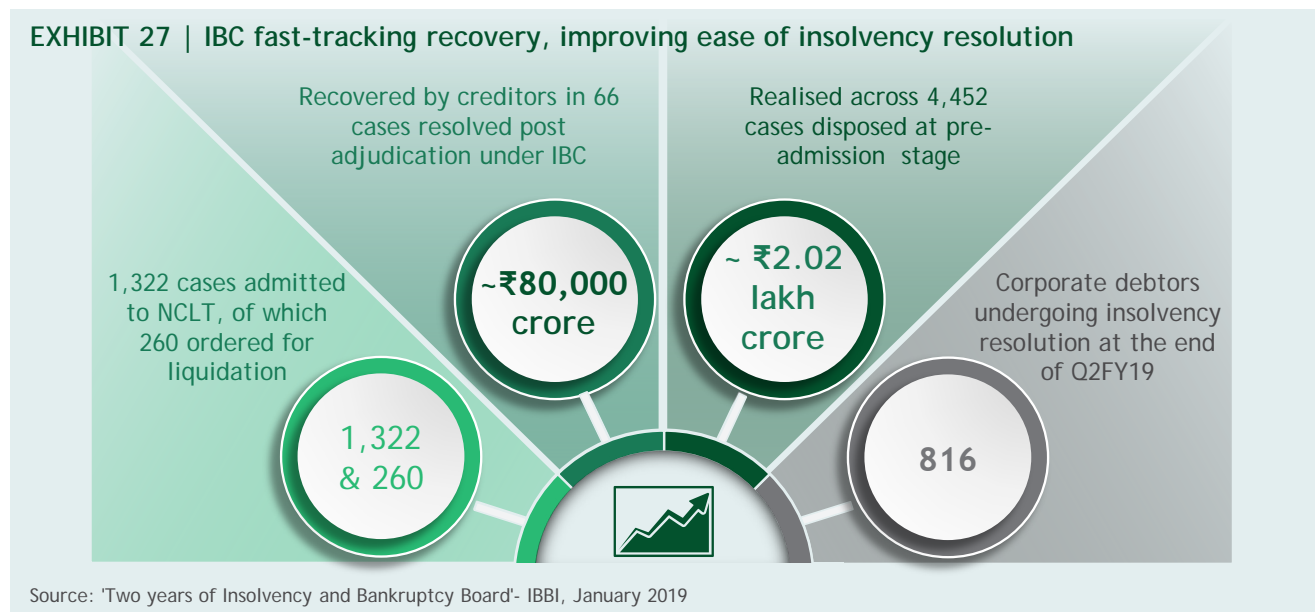 EXHIBIT 27 | IBC fast-tracking recovery, improving ease of insolvency resolution
1,322 cases admitted
to NCLT, of which
260 ordered for
liquidation
1,322
& 260
Recovered by creditors in 66
cases resolved post
adjudication under IBC
~₹80,000
crore
Realised across 4,452
cases disposed at pre-
admission stage
~ ₹2.02
lakh
crore
Corporate debtors
undergoing insolvency
resolution at the end
of Q2FY19
816
Source: 'Two years of Insolvency and Bankruptcy Board'- IBBI, January 2019